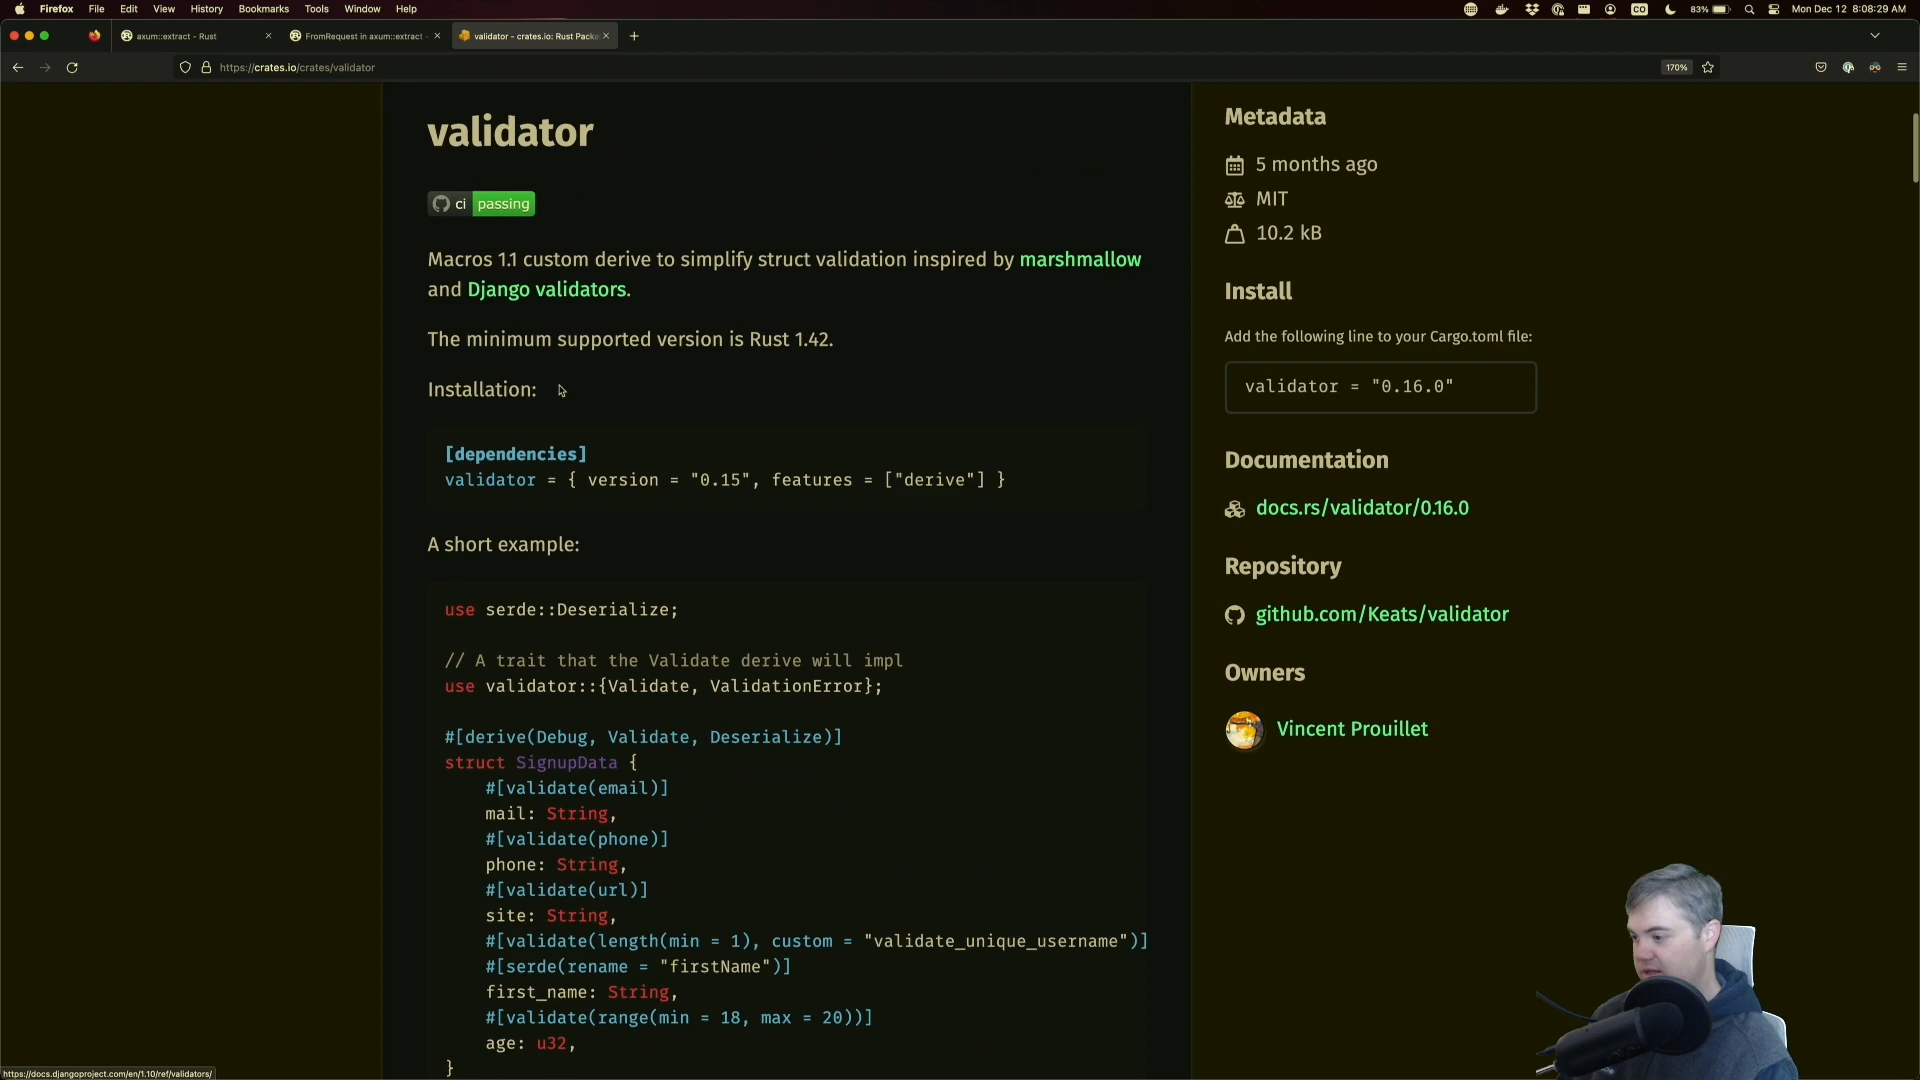 Firefox File Edit View History Bookmarks Tools Window Help
CO 83% Mon Dec 12 8:08:29 AM
axum::extract - Rust
FromRequest in axum::extract -
validator - crates.io: Rust Packa
https://crates.io/crates/validator
170%
validator
ci passing
Macros 1.1 custom derive to simplify struct validation inspired by marshmallow
and Django validators.
The minimum supported version is Rust 1.42.
Installation:
[dependencies]
validator = { version = "0.15", features = ["derive"] }
A short example:
use serde::Deserialize;
// A trait that the Validate derive will impl
use validator::{Validate, ValidationError};
#[derive(Debug, Validate, Deserialize)]
struct SignupData {
#[validate(email)]
mail: String,
#[validate(phone)]
phone: String,
#[validate(url)]
site: String,
#[validate(length(min = 1), custom = "validate_unique_username")]
#[serde(rename = "firstName")]
first_name: String,
#[validate(range(min = 18, max = 20))]
age: u32,
}
Metadata
5 months ago
MIT
10.2 kB
Install
Add the following line to your Cargo.toml file:
validator = "0.16.0"
Documentation
docs.rs/validator/0.16.0
Repository
github.com/Keats/validator
Owners
Vincent Prouillet
https://docs.djangoproject.com/en/1.10/ref/validators/